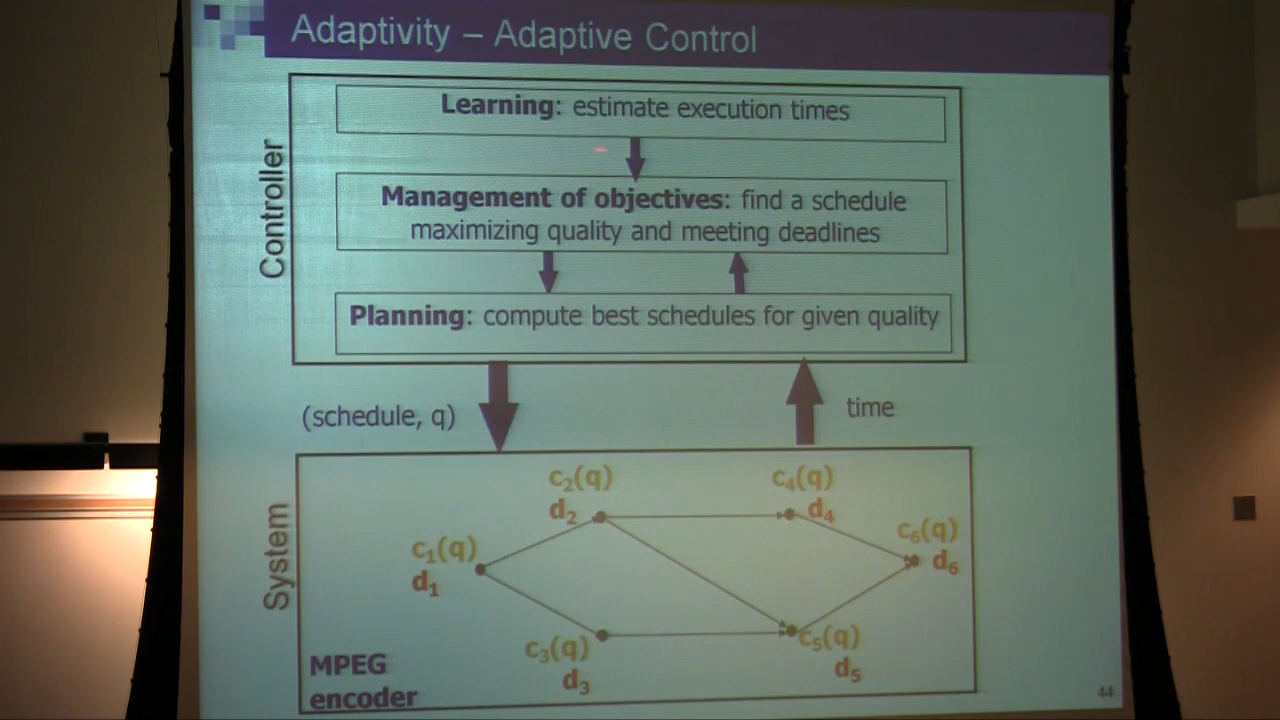 Adaptivity – Adaptive Control
Controller
Learning: estimate execution times
Management of objectives: find a schedule
maximizing quality and meeting deadlines
Planning: compute best schedules for given quality
(schedule, q)
time
System
c₂(q)
d₂
c₄(q)
d₄
c₆(q)
d₆
c₁(q)
d₁
c₃(q)
d₃
c₅(q)
d₅
MPEG
encoder
44